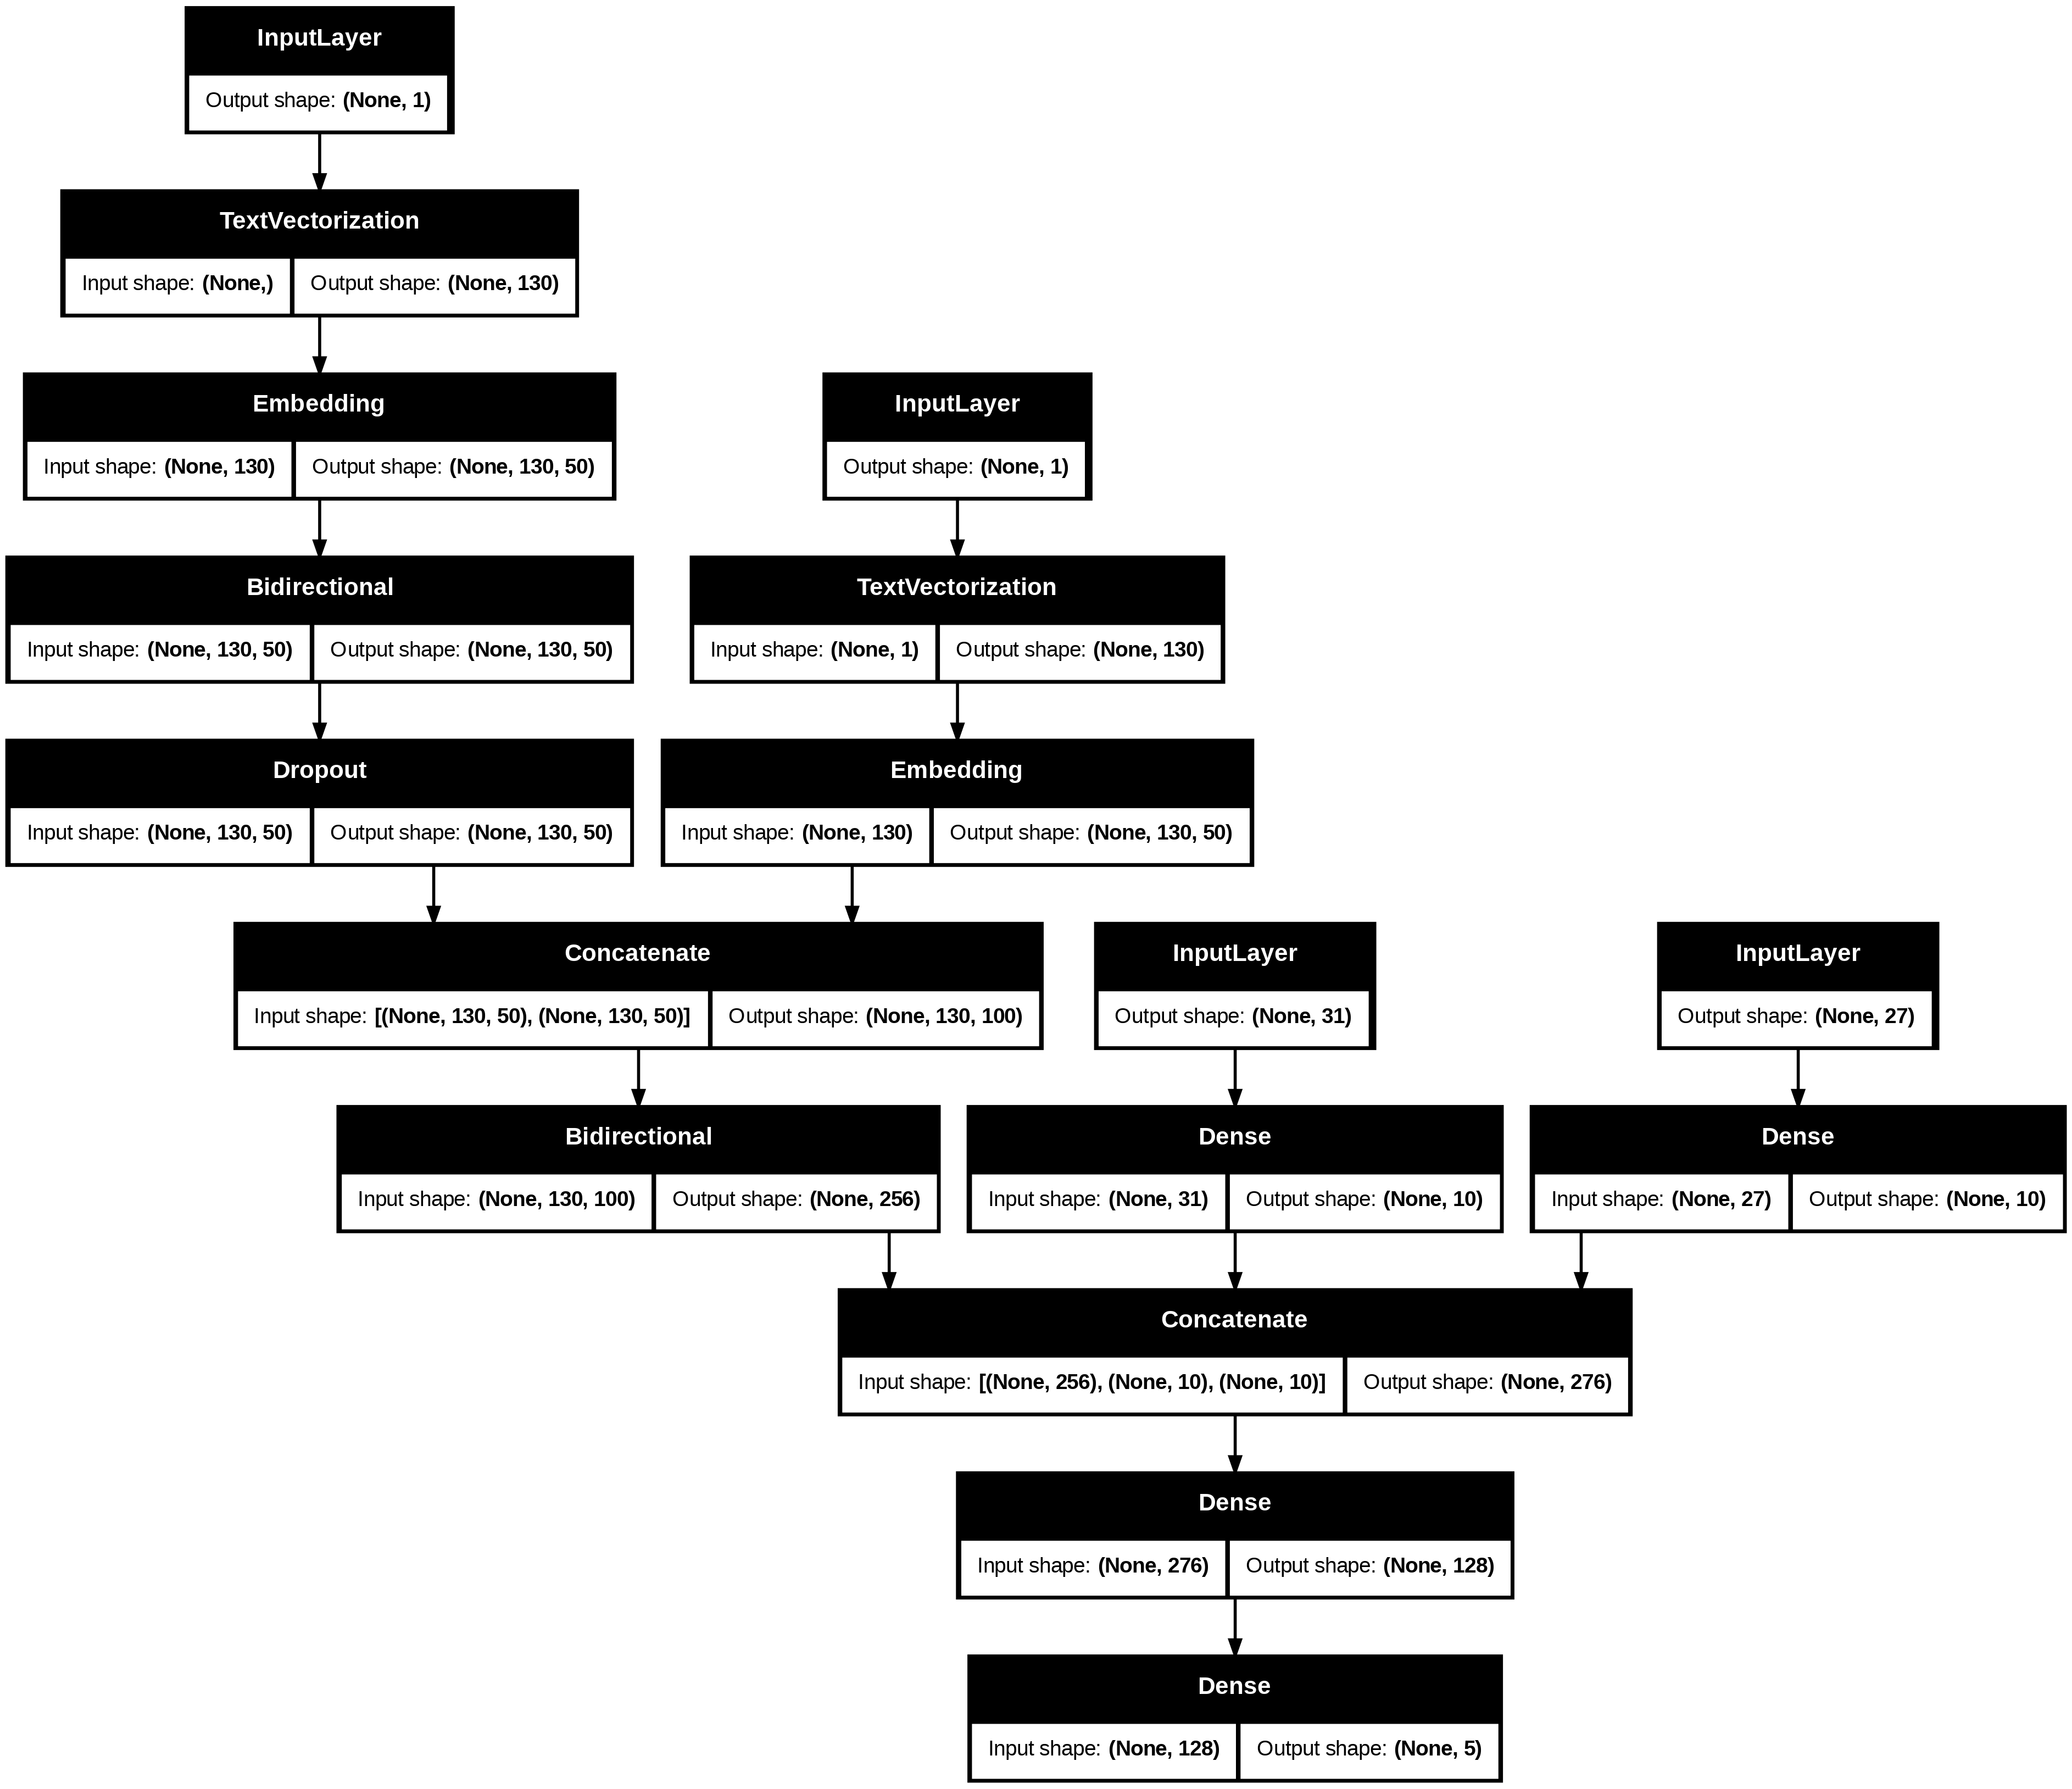 InputLayer
Output shape: (None, 1)
TextVectorization
Input shape: (None,) Output shape: (None, 130)
Embedding
Input shape: (None, 130) Output shape: (None, 130, 50)
InputLayer
Output shape: (None, 1)
Bidirectional
Input shape: (None, 130, 50) Output shape: (None, 130, 50)
TextVectorization
Input shape: (None, 1) Output shape: (None, 130)
Dropout
Input shape: (None, 130, 50) Output shape: (None, 130, 50)
Embedding
Input shape: (None, 130) Output shape: (None, 130, 50)
Concatenate
Input shape: [(None, 130, 50), (None, 130, 50)] Output shape: (None, 130, 100)
InputLayer
Output shape: (None, 31)
InputLayer
Output shape: (None, 27)
Bidirectional
Input shape: (None, 130, 100) Output shape: (None, 256)
Dense
Input shape: (None, 31) Output shape: (None, 10)
Dense
Input shape: (None, 27) Output shape: (None, 10)
Concatenate
Input shape: [(None, 256), (None, 10), (None, 10)] Output shape: (None, 276)
Dense
Input shape: (None, 276) Output shape: (None, 128)
Dense
Input shape: (None, 128) Output shape: (None, 5)